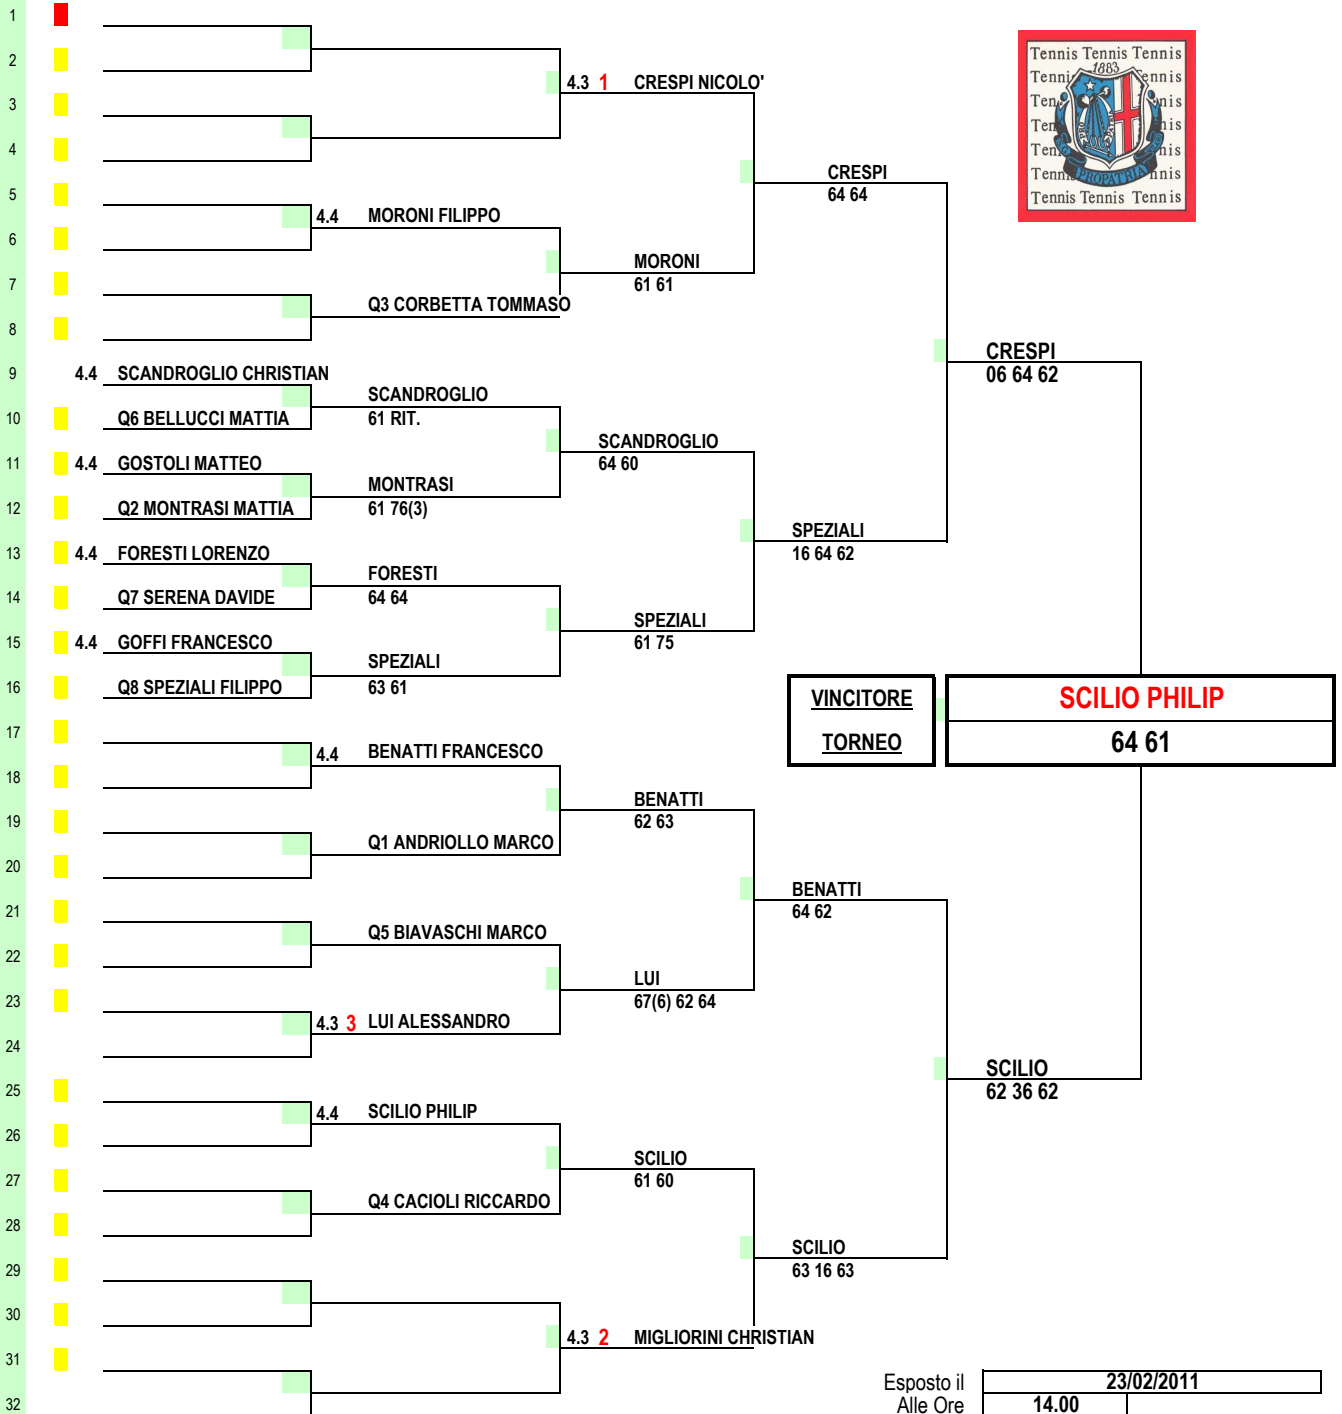 1
Tennis Tennis Tennis
2
1883
4.3 1 CRESPI NICOLO'
3
4
CRESPI
64 64
PROPATRIA
5
Tennis Tennis Tennis
4.4 MORONI FILIPPO
6
MORONI
7
61 61
Q3 CORBETTA TOMMASO
8
CRESPI
06 64 62
9 4.4 SCANDROGLIO CHRISTIAN
SCANDROGLIO
10 Q6 BELLUCCI MATTIA
61 RIT.
SCANDROGLIO
64 60
11 4.4 GOSTOLI MATTEO
MONTRASI
12 Q2 MONTRASI MATTIA
61 76(3)
SPEZIALI
16 64 62
13 4.4 FORESTI LORENZO
FORESTI
14 Q7 SERENA DAVIDE
64 64
SPEZIALI
61 75
15 4.4 GOFFI FRANCESCO
SPEZIALI
16 Q8 SPEZIALI FILIPPO
63 61
VINCITORE
SCILIO PHILIP
17
TORNEO
64 61
4.4 BENATTI FRANCESCO
18
BENATTI
19
62 63
Q1 ANDRIOLLO MARCO
20
BENATTI
21
64 62
Q5 BIAVASCHI MARCO
22
LUI
23
67(6) 62 64
4.3 3 LUI ALESSANDRO
24
SCILIO
25
62 36 62
4.4 SCILIO PHILIP
26
SCILIO
27
61 60
Q4 CACIOLI RICCARDO
28
SCILIO
29
63 16 63
30
4.3 2 MIGLIORINI CHRISTIAN
31
Esposto il 23/02/2011
32
Alle Ore 14.00